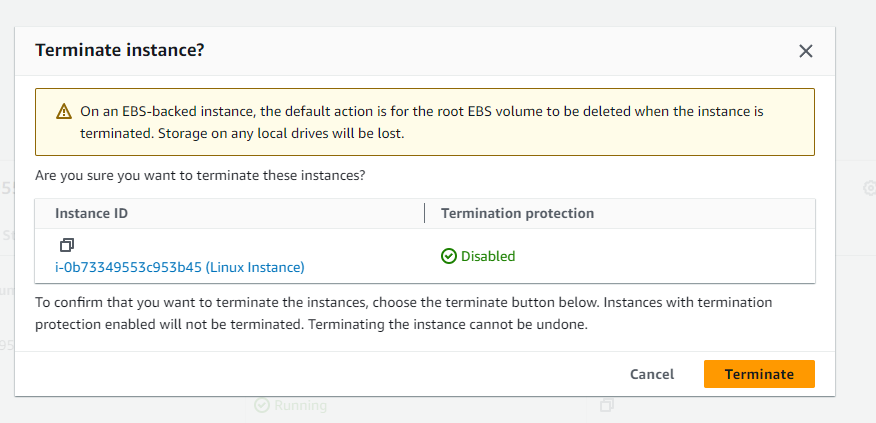 Terminate instance?
On an EBS-backed instance, the default action is for the root EBS volume to be deleted when the instance is
terminated. Storage on any local drives will be lost.
Are you sure you want to terminate these instances?
Instance ID
Termination protection
i-0b73349553c953b45 (Linux Instance)
Disabled
To confirm that you want to terminate the instances, choose the terminate button below. Instances with termination
protection enabled will not be terminated. Terminating the instance cannot be undone.
Cancel
Terminate
Running